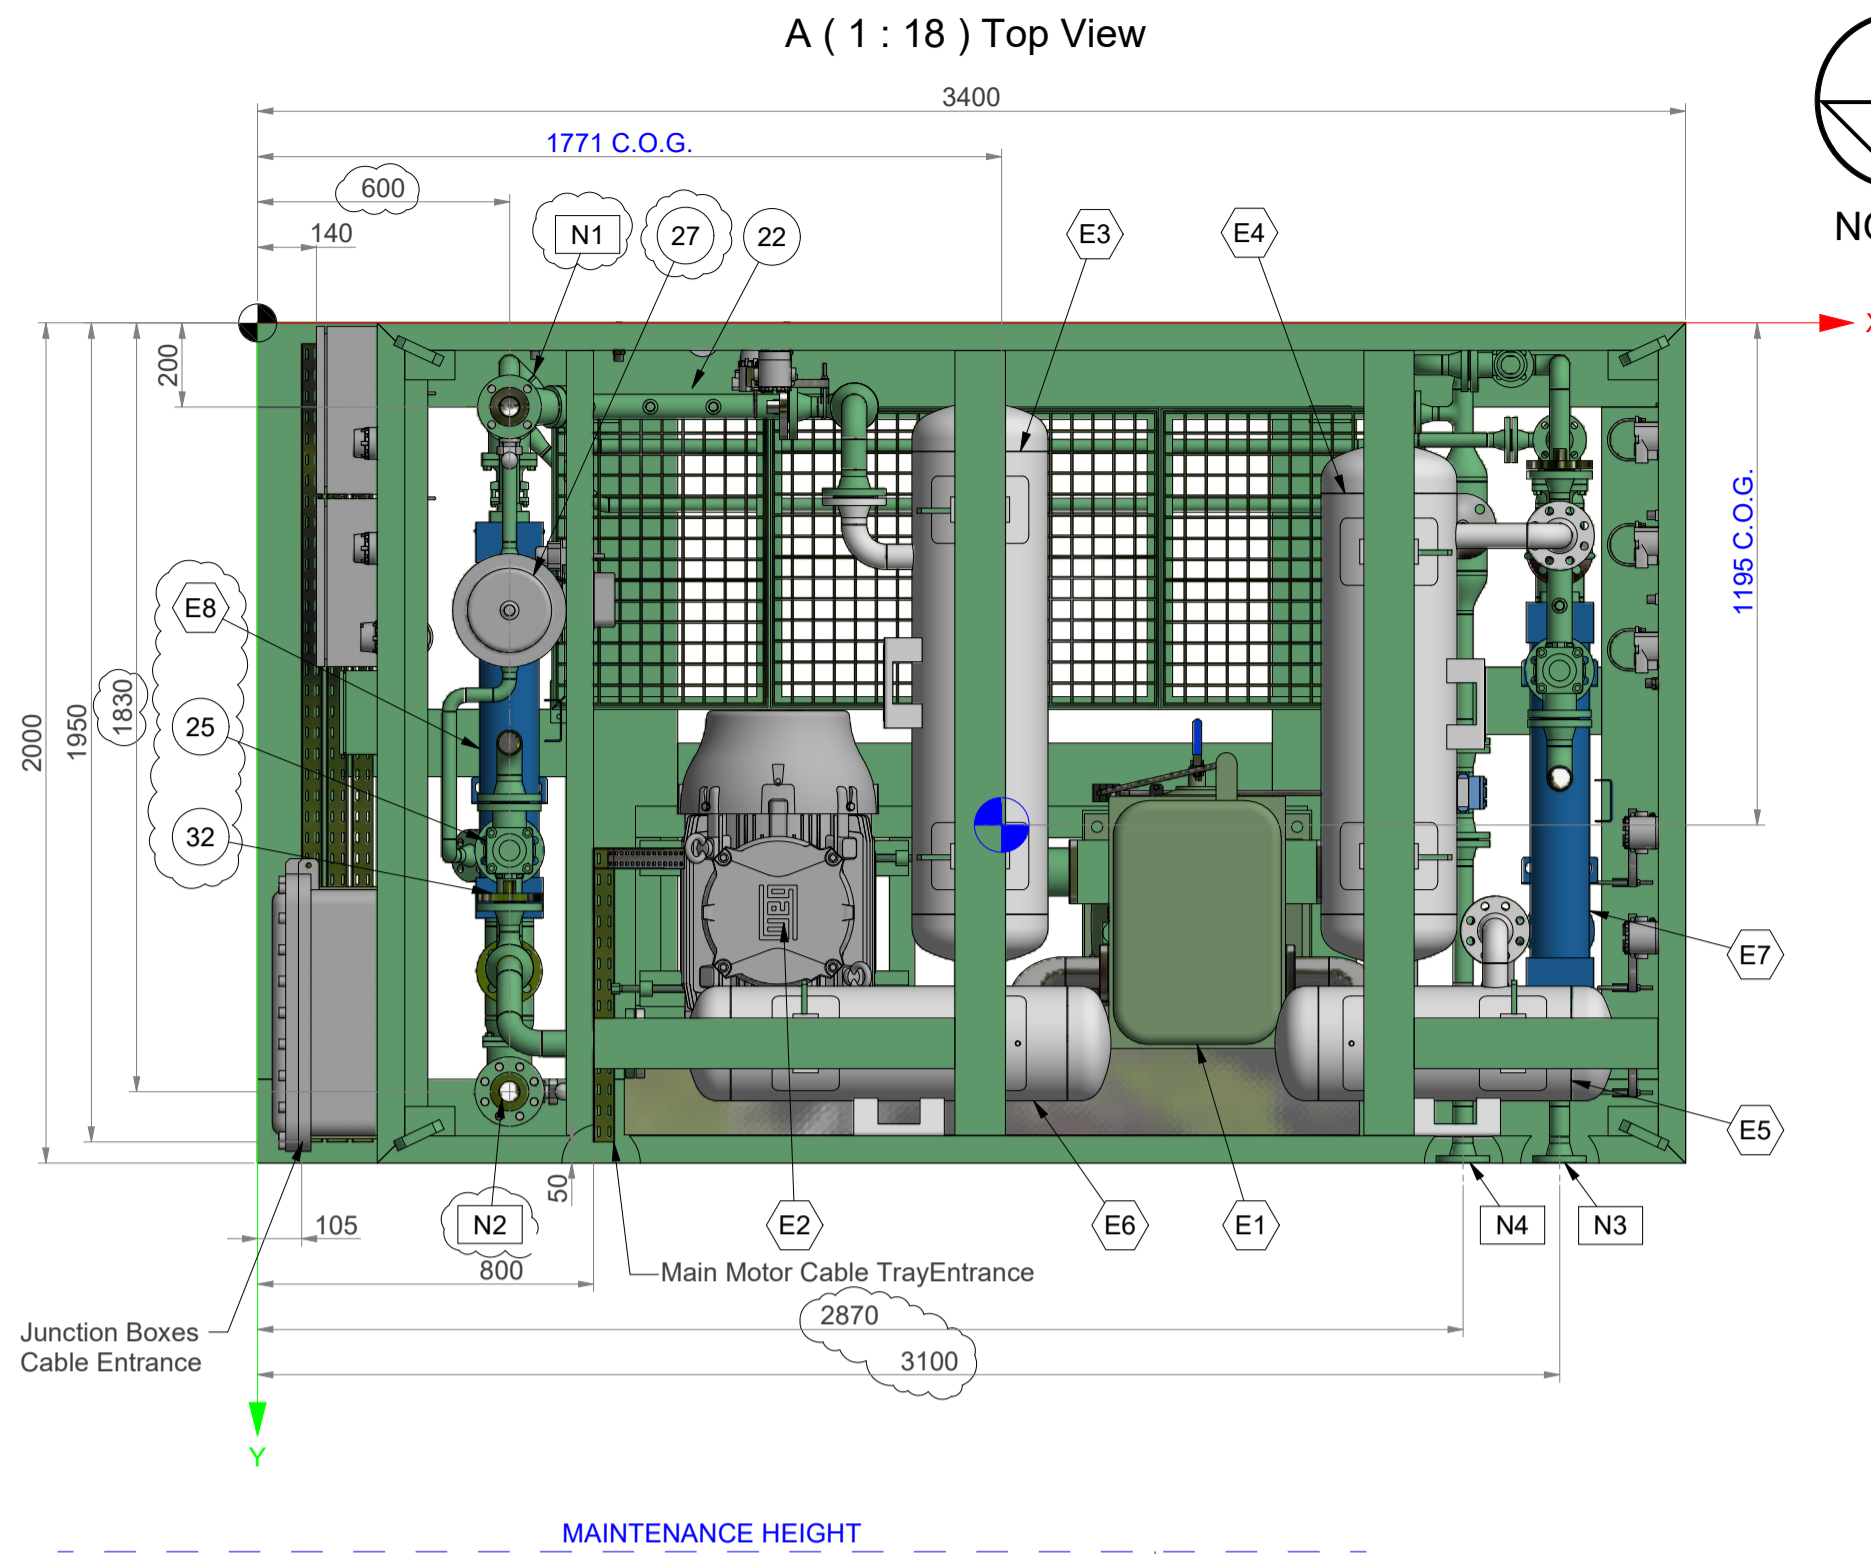 A ( 1 : 18 ) Top View
3400
1771 C.O.G.
600
140
N1
27
22
E3
E4
X
200
E8
25
32
2000
1950
1830
1195 C.O.G.
E7
E5
50
105
N2
E2
E6
E1
N4
N3
800
Main Motor Cable TrayEntrance
2870
3100
Junction Boxes
Cable Entrance
Y
MAINTENANCE HEIGHT